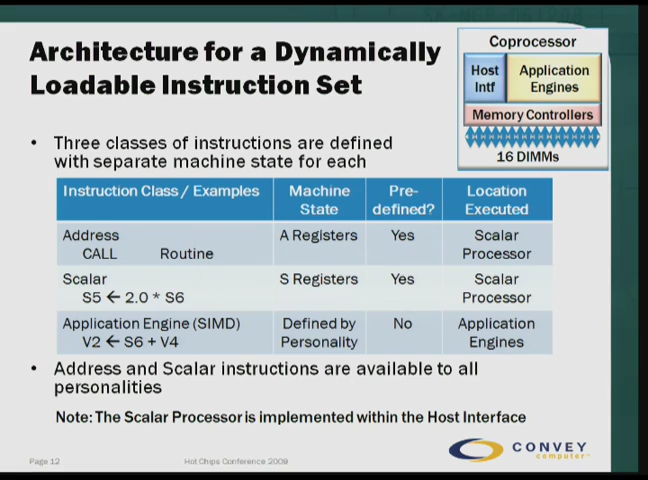 Architecture for a Dynamically
Loadable Instruction Set
Coprocessor
Host
Intf
Application
Engines
Memory Controllers
16 DIMMs
• Three classes of instructions are defined
with separate machine state for each
Instruction Class / Examples
Machine
State
Pre-
defined?
Location
Executed
Address
CALL Routine
A Registers
Yes
Scalar
Processor
Scalar
S5 ← 2.0 * S6
S Registers
Yes
Scalar
Processor
Application Engine (SIMD)
V2 ← S6 + V4
Defined by
Personality
No
Application
Engines
• Address and Scalar instructions are available to all
personalities
Note: The Scalar Processor is implemented within the Host Interface
Page 12
Hot Chips Conference 2009
CONVEY
computer™